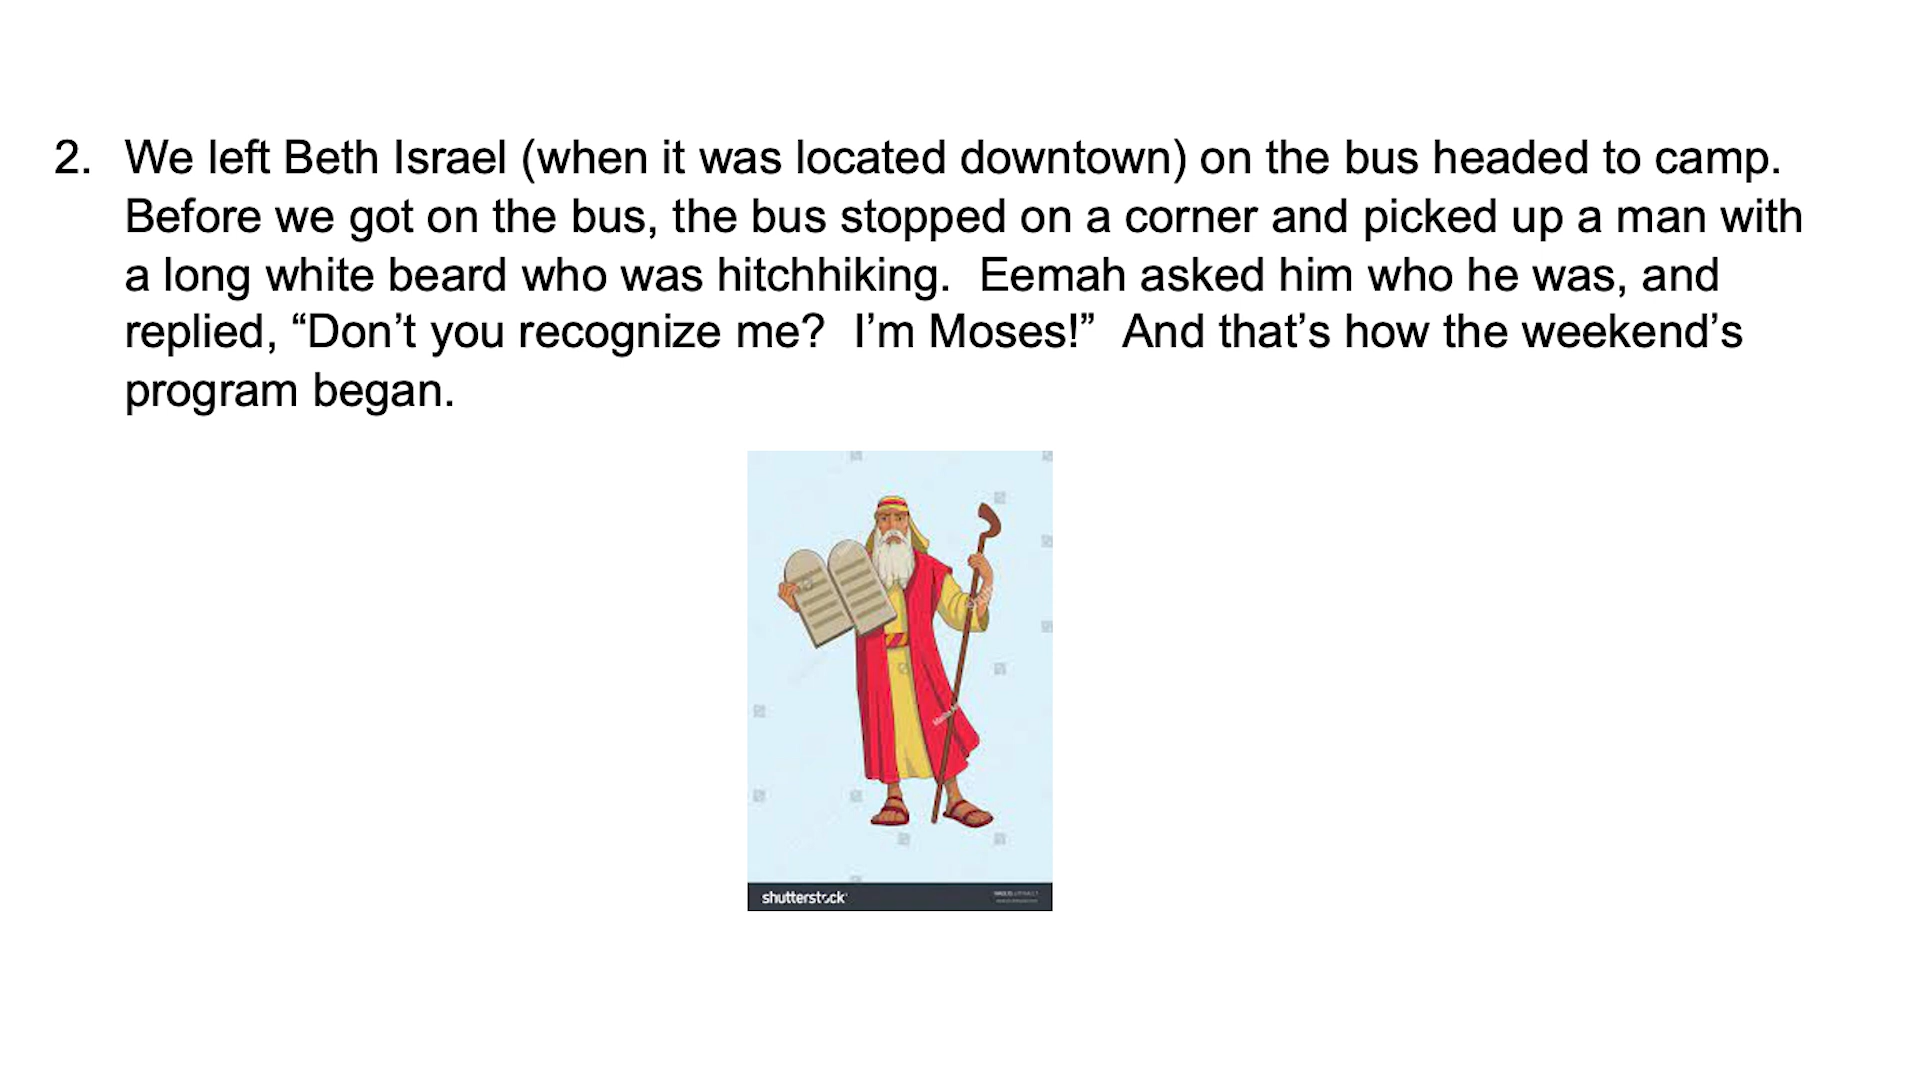 2. We left Beth Israel (when it was located downtown) on the bus headed to camp.
Before we got on the bus, the bus stopped on a corner and picked up a man with
a long white beard who was hitchhiking.  Eemah asked him who he was, and
replied, “Don’t you recognize me?  I’m Moses!”  And that’s how the weekend’s
program began.
shutterstock